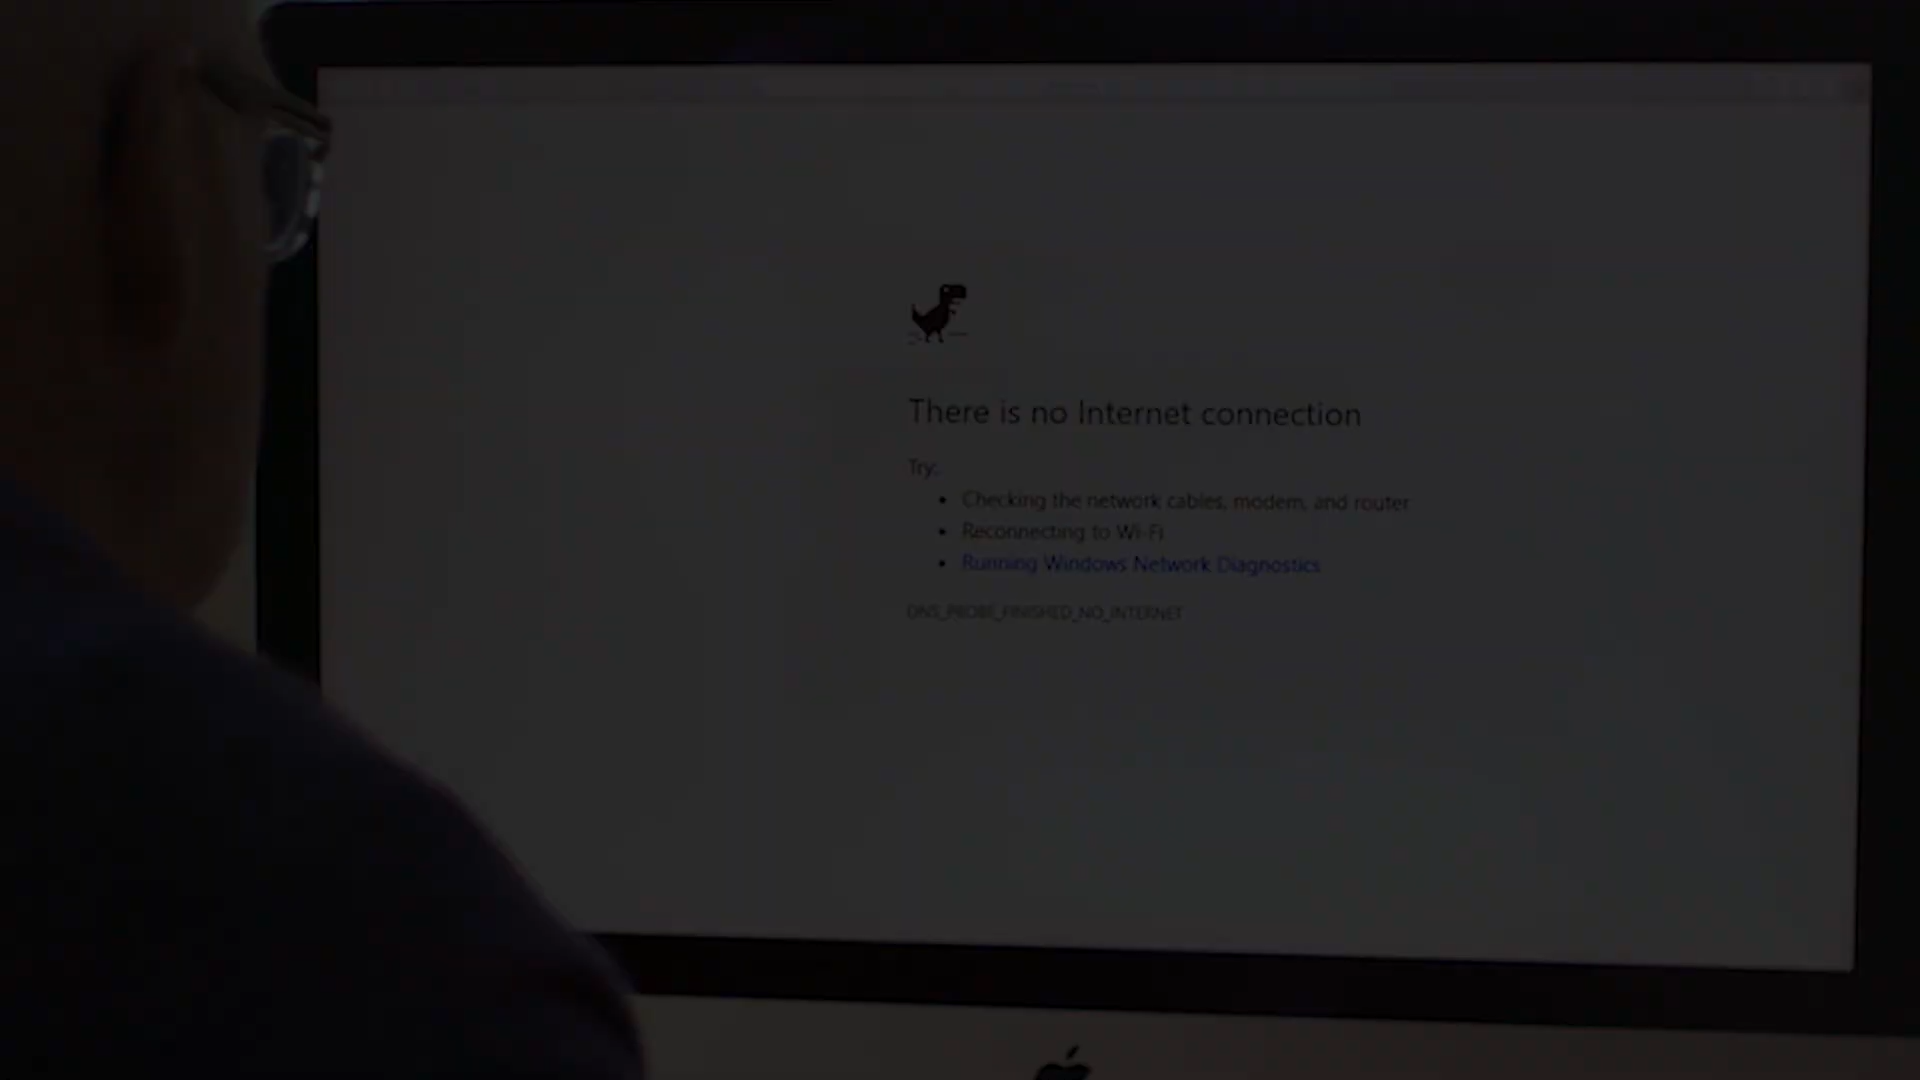 There is no Internet connection
Try:
Checking the network cables, modem, and router
Reconnecting to Wi-Fi
Running Windows Network Diagnostics
DNS_PROBE_FINISHED_NO_INTERNET